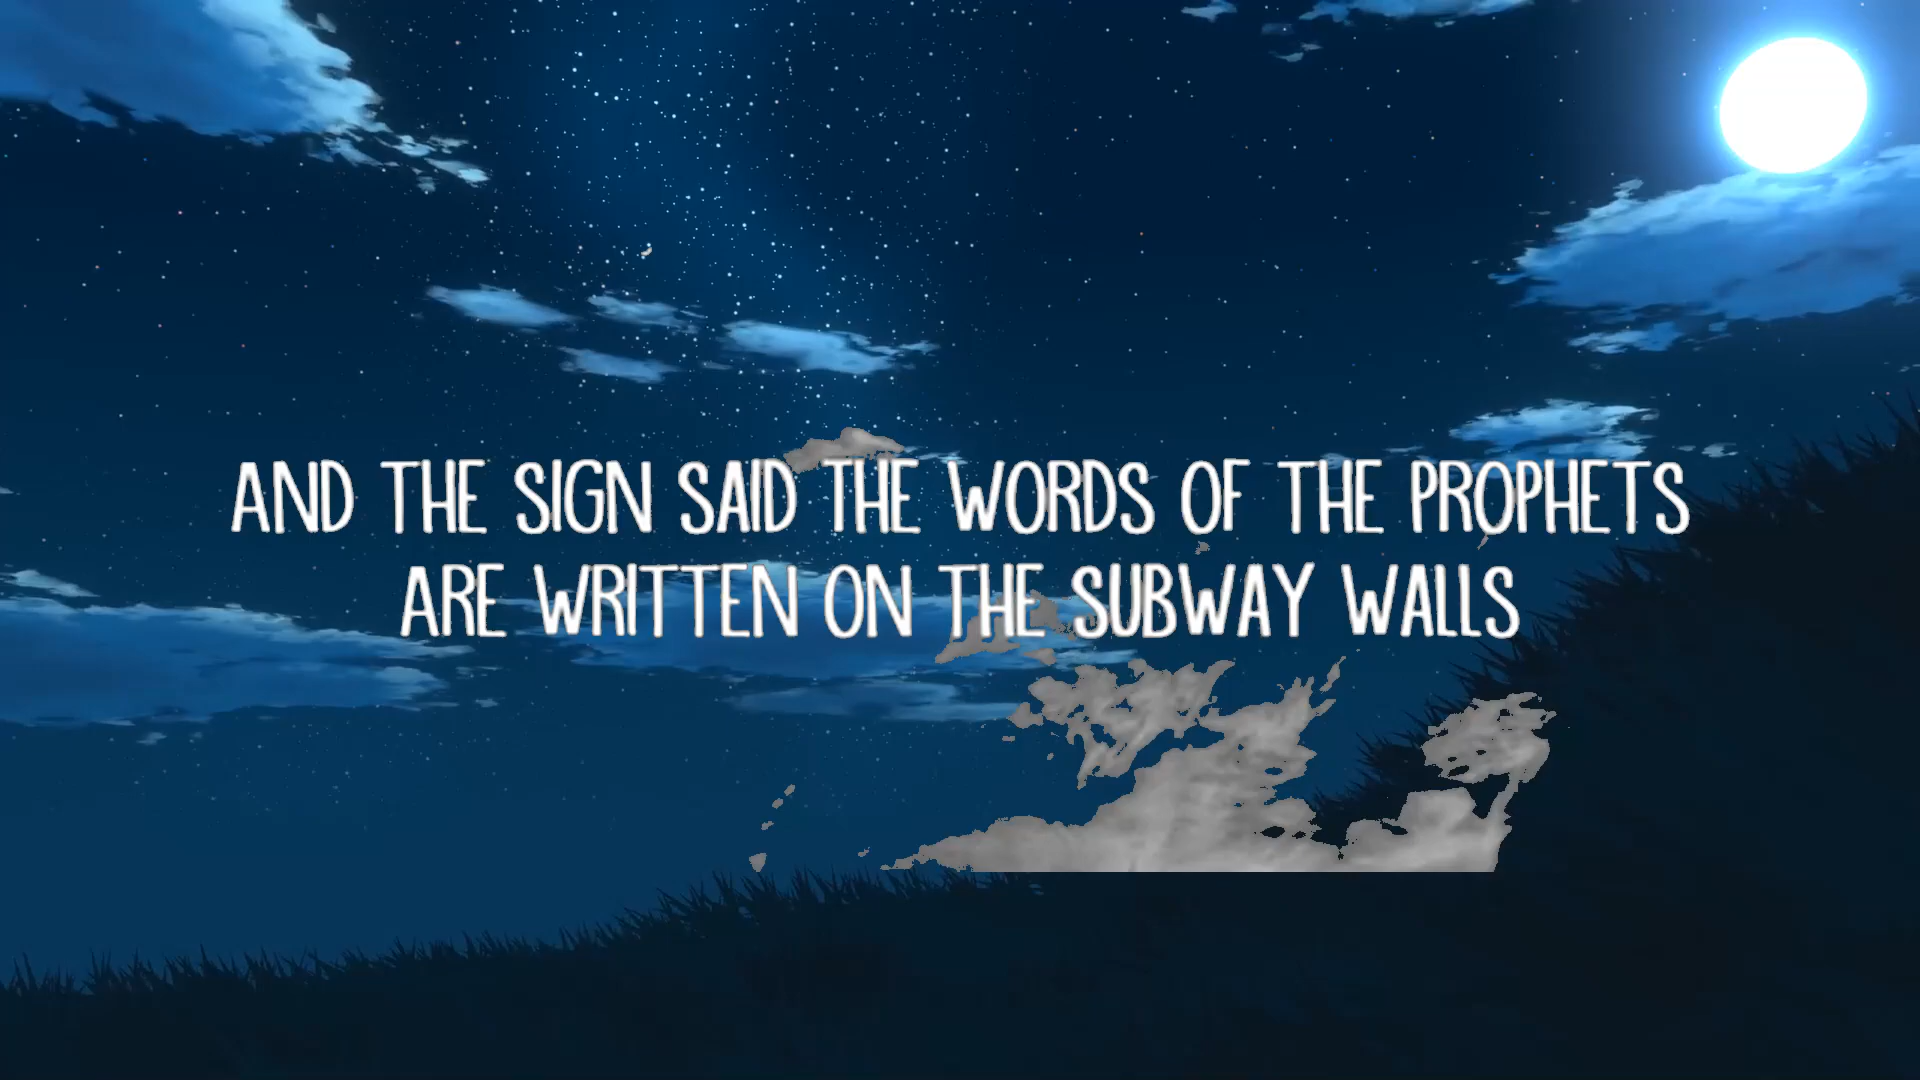 AND THE SIGN SAID THE WORDS OF THE PROPHETS
ARE WRITTEN ON THE SUBWAY WALLS